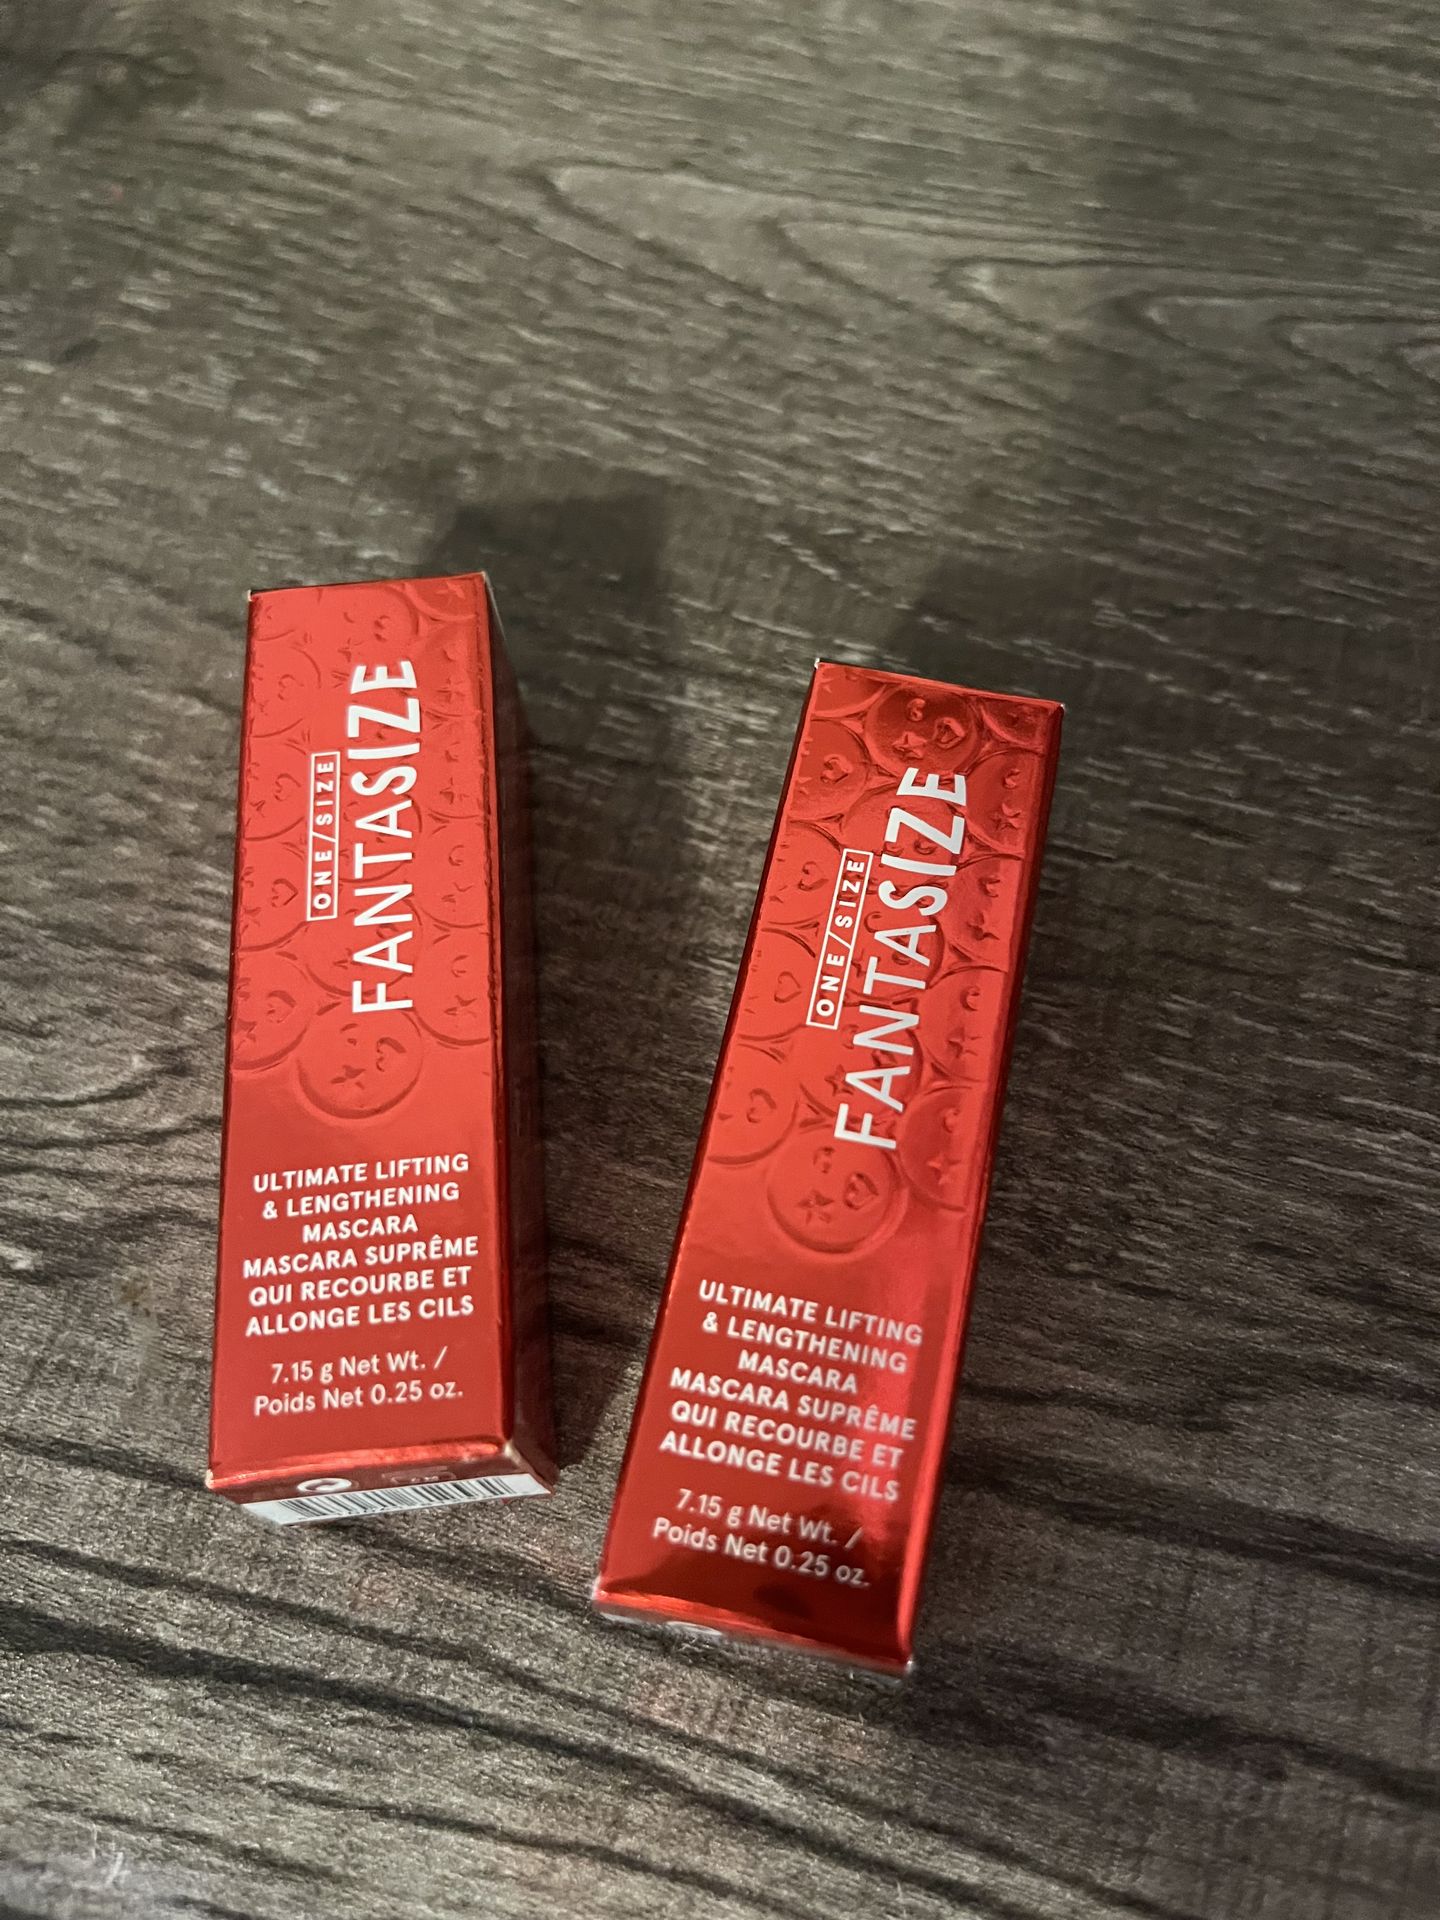 ONE/SIZE
FANTASIZE
ULTIMATE LIFTING
& LENGTHENING
MASCARA
MASCARA SUPRÊME
QUI RECOURBE ET
ALLONGE LES CILS
7.15 g Net Wt. /
Poids Net 0.25 oz.
ONE/SIZE
FANTASIZE
ULTIMATE LIFTING
& LENGTHENING
MASCARA
MASCARA SUPRÊME
QUI RECOURBE ET
ALLONGE LES CILS
7.15 g Net Wt. /
Poids Net 0.25 oz.